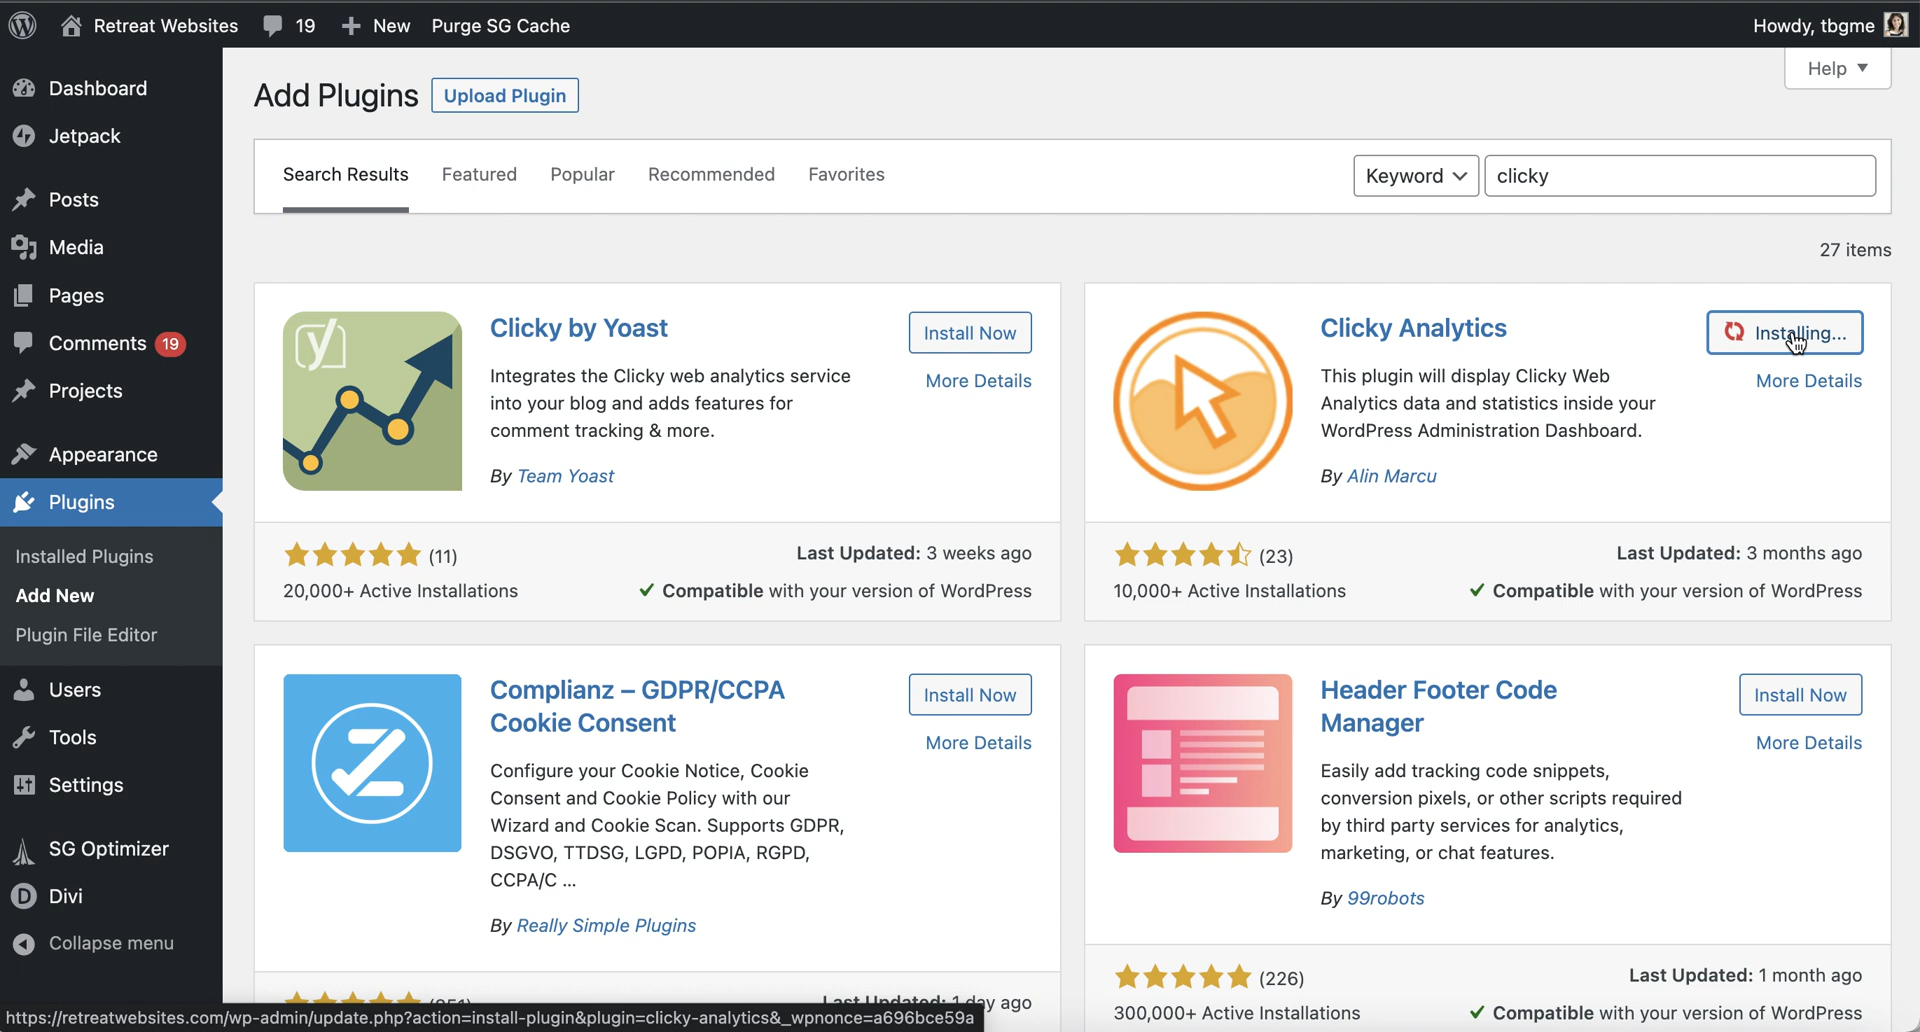 Retreat Websites 19 New Purge SG Cache Howdy, tbgme
Help
Dashboard
Jetpack
Posts
Media
Pages
Comments 19
Projects
Appearance
Plugins
Installed Plugins
Add New
Plugin File Editor
Users
Tools
Settings
SG Optimizer
D Divi
Collapse menu
Add Plugins Upload Plugin
Search Results Featured Popular Recommended Favorites Keyword clicky
27 items
y
Clicky by Yoast
Install Now
More Details
Integrates the Clicky web analytics service
into your blog and adds features for
comment tracking & more.
By Team Yoast
(11)
Last Updated: 3 weeks ago
20,000+ Active Installations
Compatible with your version of WordPress
Clicky Analytics
Installing...
More Details
This plugin will display Clicky Web
Analytics data and statistics inside your
WordPress Administration Dashboard.
By Alin Marcu
(23)
Last Updated: 3 months ago
10,000+ Active Installations
Compatible with your version of WordPress
Complianz – GDPR/CCPA
Cookie Consent
Install Now
More Details
Configure your Cookie Notice, Cookie
Consent and Cookie Policy with our
Wizard and Cookie Scan. Supports GDPR,
DSGVO, TTDSG, LGPD, POPIA, RGPD,
CCPA/C ...
By Really Simple Plugins
Last Updated: 1 day ago
Header Footer Code
Manager
Install Now
More Details
Easily add tracking code snippets,
conversion pixels, or other scripts required
by third party services for analytics,
marketing, or chat features.
By 99robots
(226)
Last Updated: 1 month ago
300,000+ Active Installations
Compatible with your version of WordPress
https://retreatwebsites.com/wp-admin/update.php?action=install-plugin&plugin=clicky-analytics&_wpnonce=a696bce59a